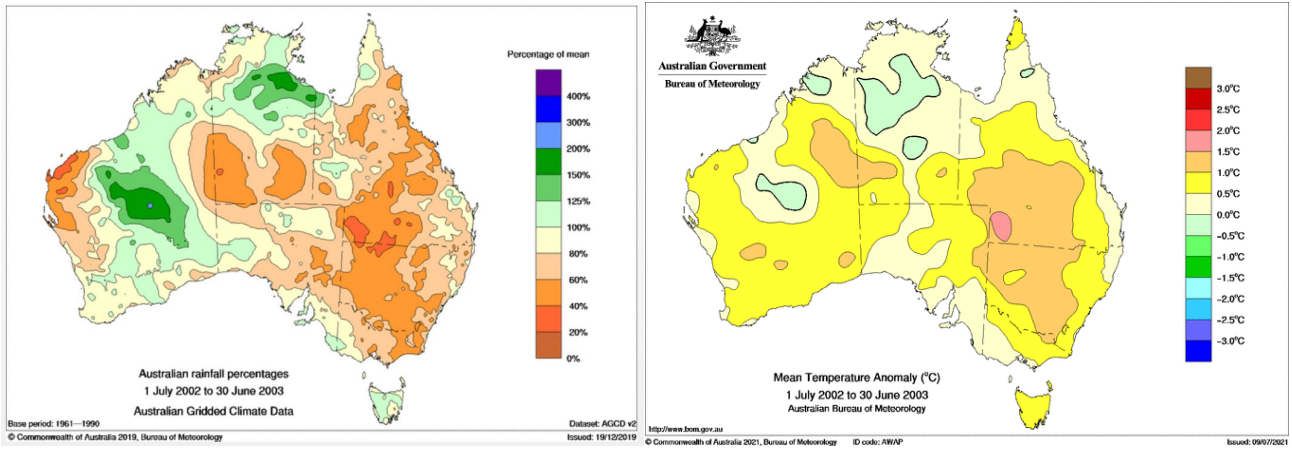 Percentage of mean
400%
300%
200%
150%
125%
100%
80%
60%
40%
20%
0%
Australian rainfall percentages
1 July 2002 to 30 June 2003
Australian Gridded Climate Data
Base period: 1961—1990
Dataset: AGCD v2
© Commonwealth of Australia 2019, Bureau of Meteorology
Issued: 19/12/2019
Australian Government
Bureau of Meteorology
3.0°C
2.5°C
2.0°C
1.5°C
1.0°C
0.5°C
0.0°C
−0.5°C
−1.0°C
−1.5°C
−2.0°C
−2.5°C
−3.0°C
Mean Temperature Anomaly (°C)
1 July 2002 to 30 June 2003
Australian Bureau of Meteorology
http://www.bom.gov.au
© Commonwealth of Australia 2021, Bureau of Meteorology
ID code: AWAP
Issued: 09/07/2021